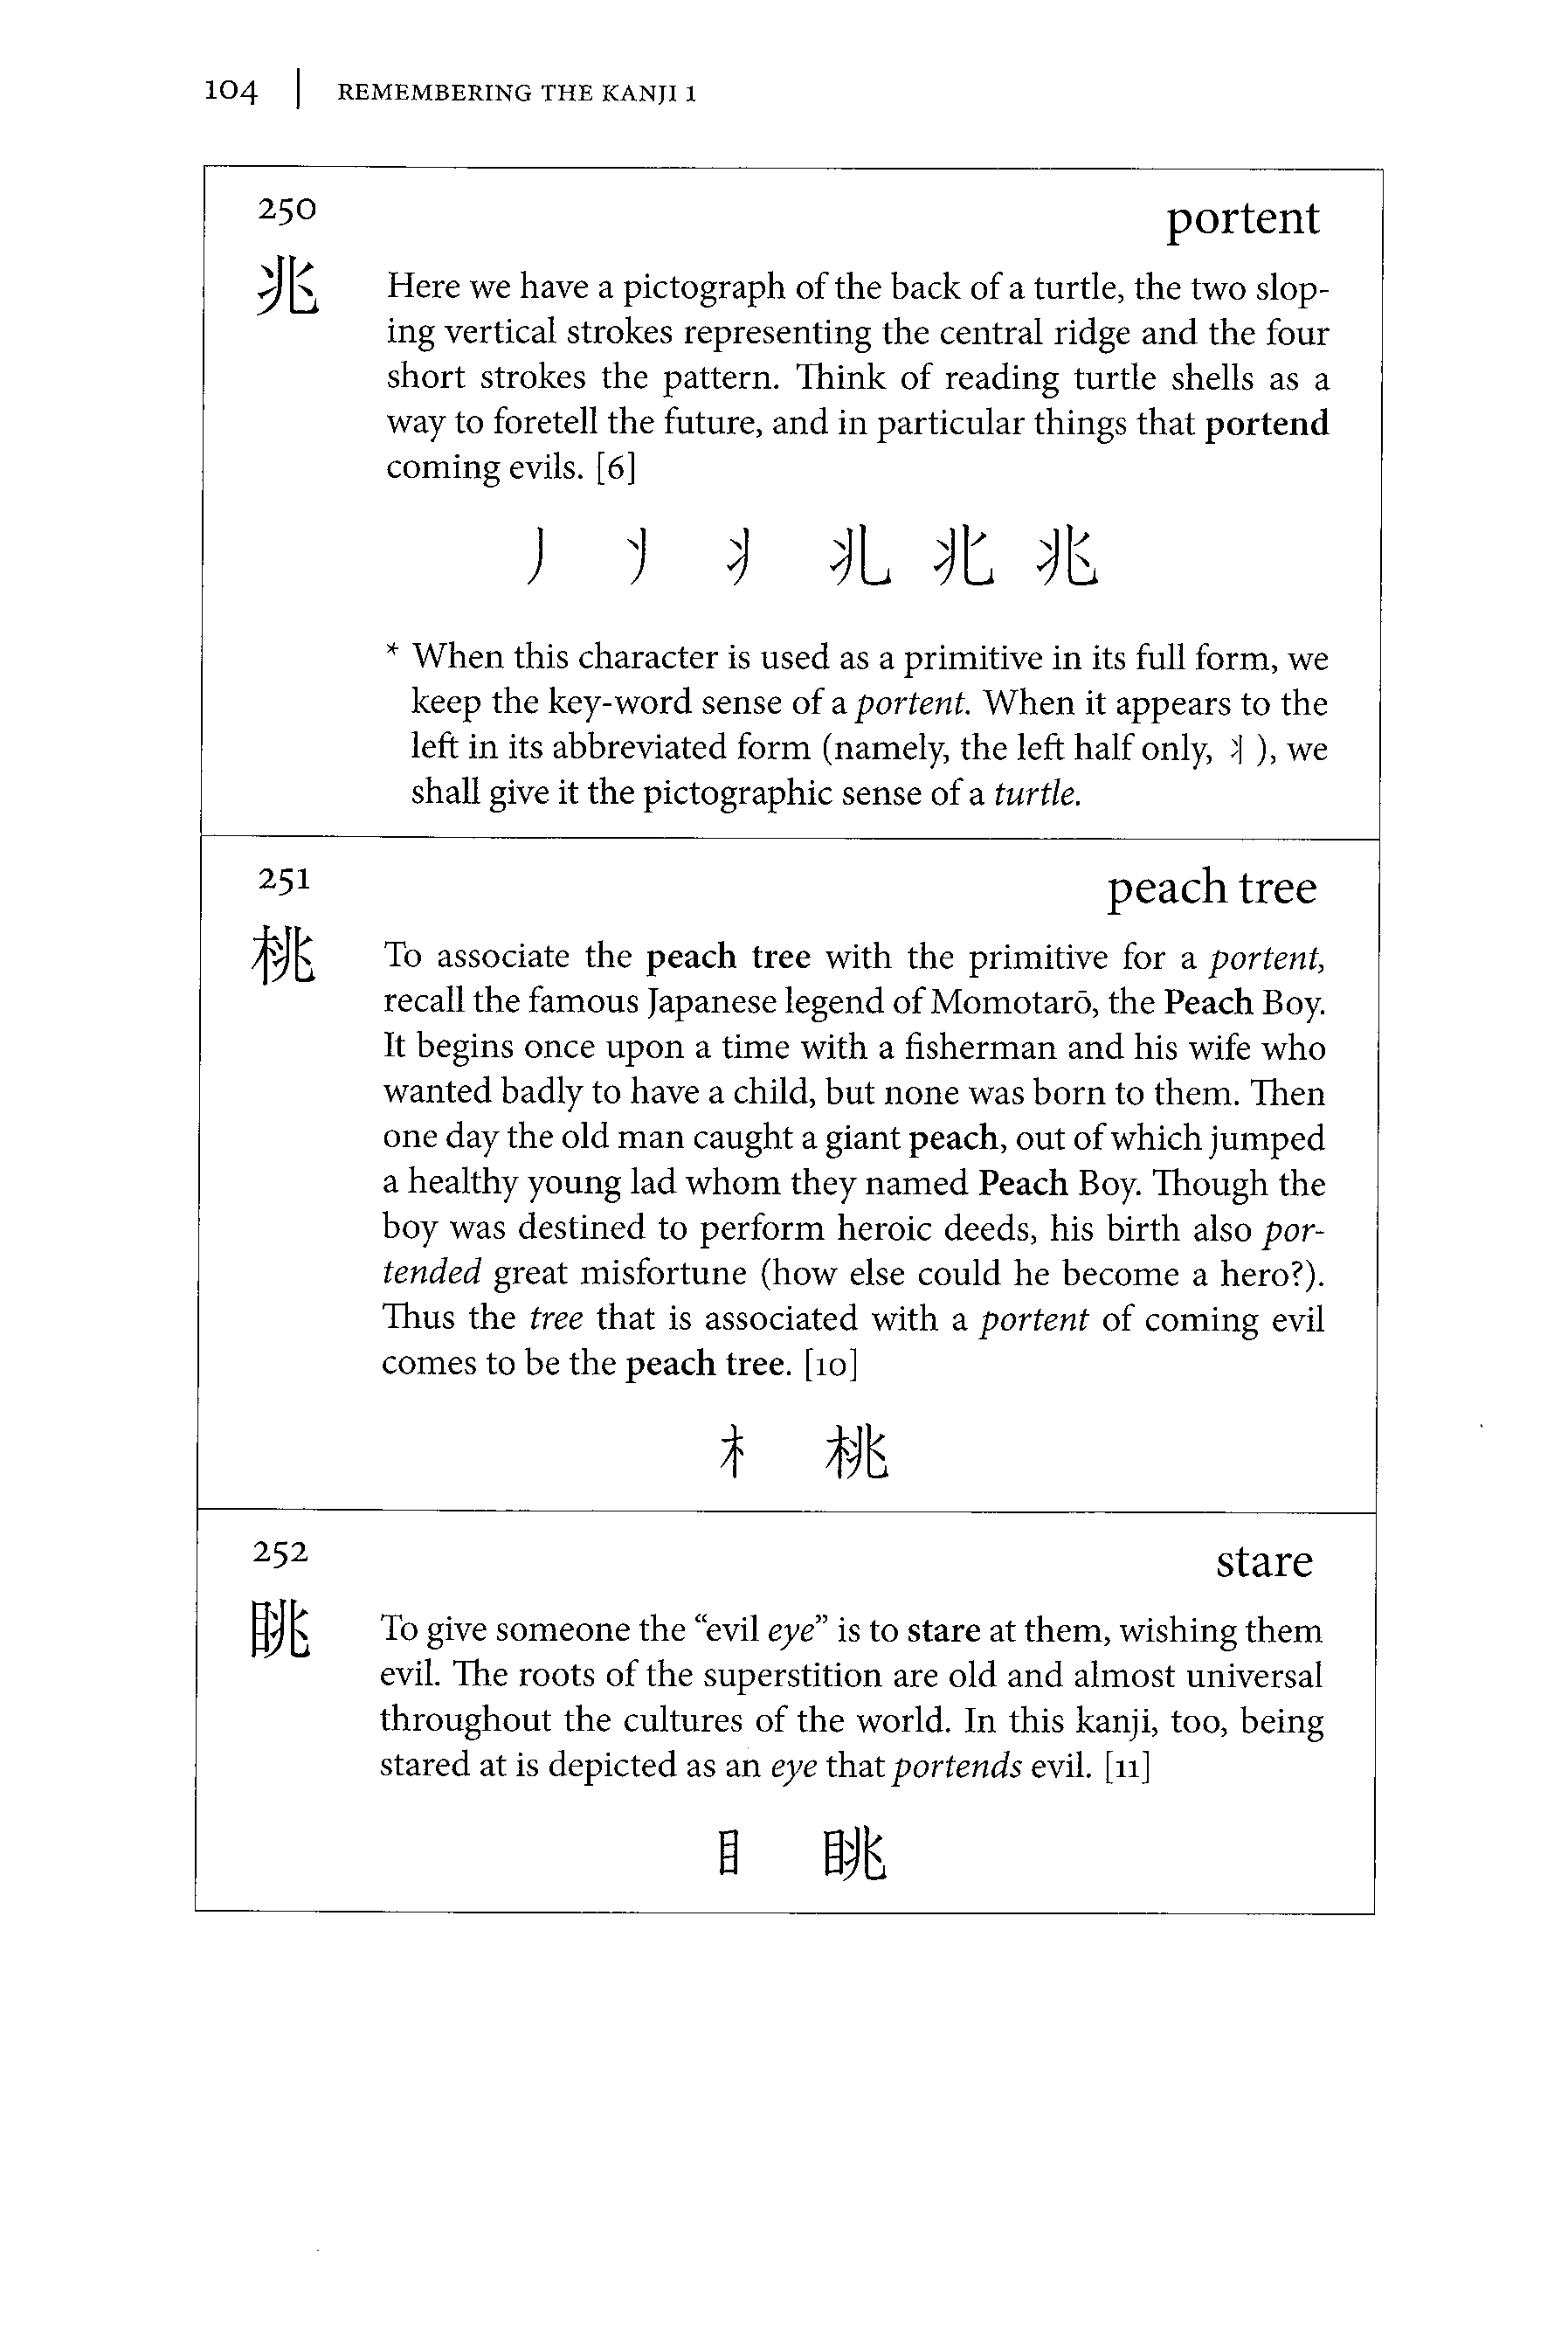 104 | REMEMBERING THE KANJI 1
250
portent
兆
Here we have a pictograph of the back of a turtle, the two slop-
ing vertical strokes representing the central ridge and the four
short strokes the pattern. Think of reading turtle shells as a
way to foretell the future, and in particular things that portend
coming evils. [6]
兆
* When this character is used as a primitive in its full form, we
keep the key-word sense of a portent. When it appears to the
left in its abbreviated form (namely, the left half only, ), we
shall give it the pictographic sense of a turtle.
251
peach tree
桃
To associate the peach tree with the primitive for a portent,
recall the famous Japanese legend of Momotarō, the Peach Boy.
It begins once upon a time with a fisherman and his wife who
wanted badly to have a child, but none was born to them. Then
one day the old man caught a giant peach, out of which jumped
a healthy young lad whom they named Peach Boy. Though the
boy was destined to perform heroic deeds, his birth also por-
tended great misfortune (how else could he become a hero?).
Thus the tree that is associated with a portent of coming evil
comes to be the peach tree. [10]
木 桃
252
stare
眺
To give someone the “evil eye” is to stare at them, wishing them
evil. The roots of the superstition are old and almost universal
throughout the cultures of the world. In this kanji, too, being
stared at is depicted as an eye that portends evil. [11]
目 眺